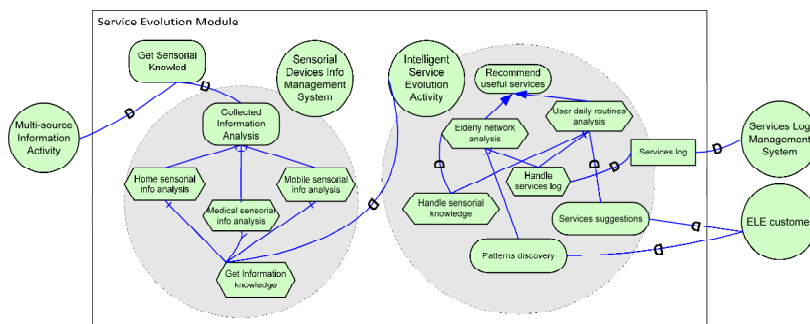 Service Evolution Module
Get Sensorial
Knowled
Sensorial
Devices Info
Management
System
Intelligent
Service
Evolution
Activity
Recommend
useful services
Multi-source
Information
Activity
Collected
Information
Analysis
Elderly network
analysis
User daily routines
analysis
Services Log
Management
System
Services log
Home sensorial
info analysis
Mobile sensorial
info analysis
Handle
services log
Medical sensorial
info analysis
Handle sensorial
knowledge
Services suggestions
ELE customer
Patterns discovery
Get Information
knowledge
D
D
D
D
D
D
D
D
D